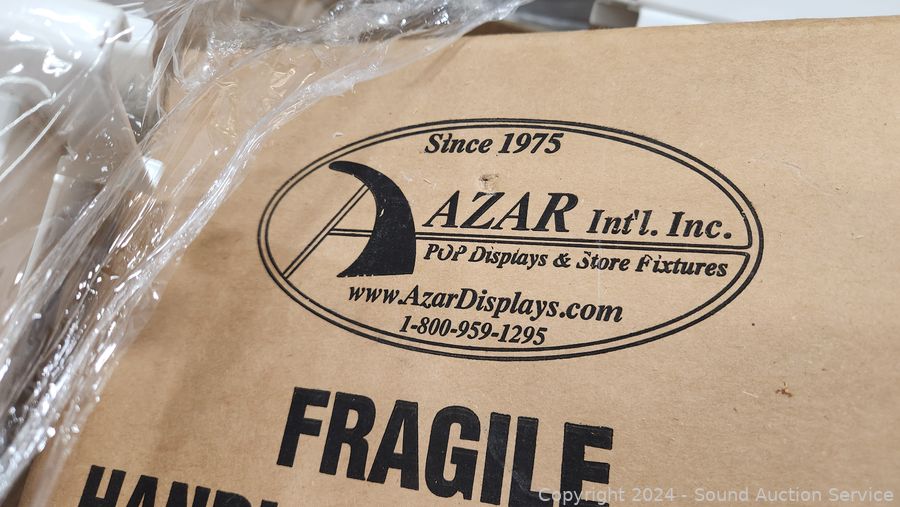 Since 1975
AZAR Int'l. Inc.
POP Displays & Store Fixtures
www.AzarDisplays.com
1-800-959-1295
FRAGILE
Copyright 2024 - Sound Auction Service